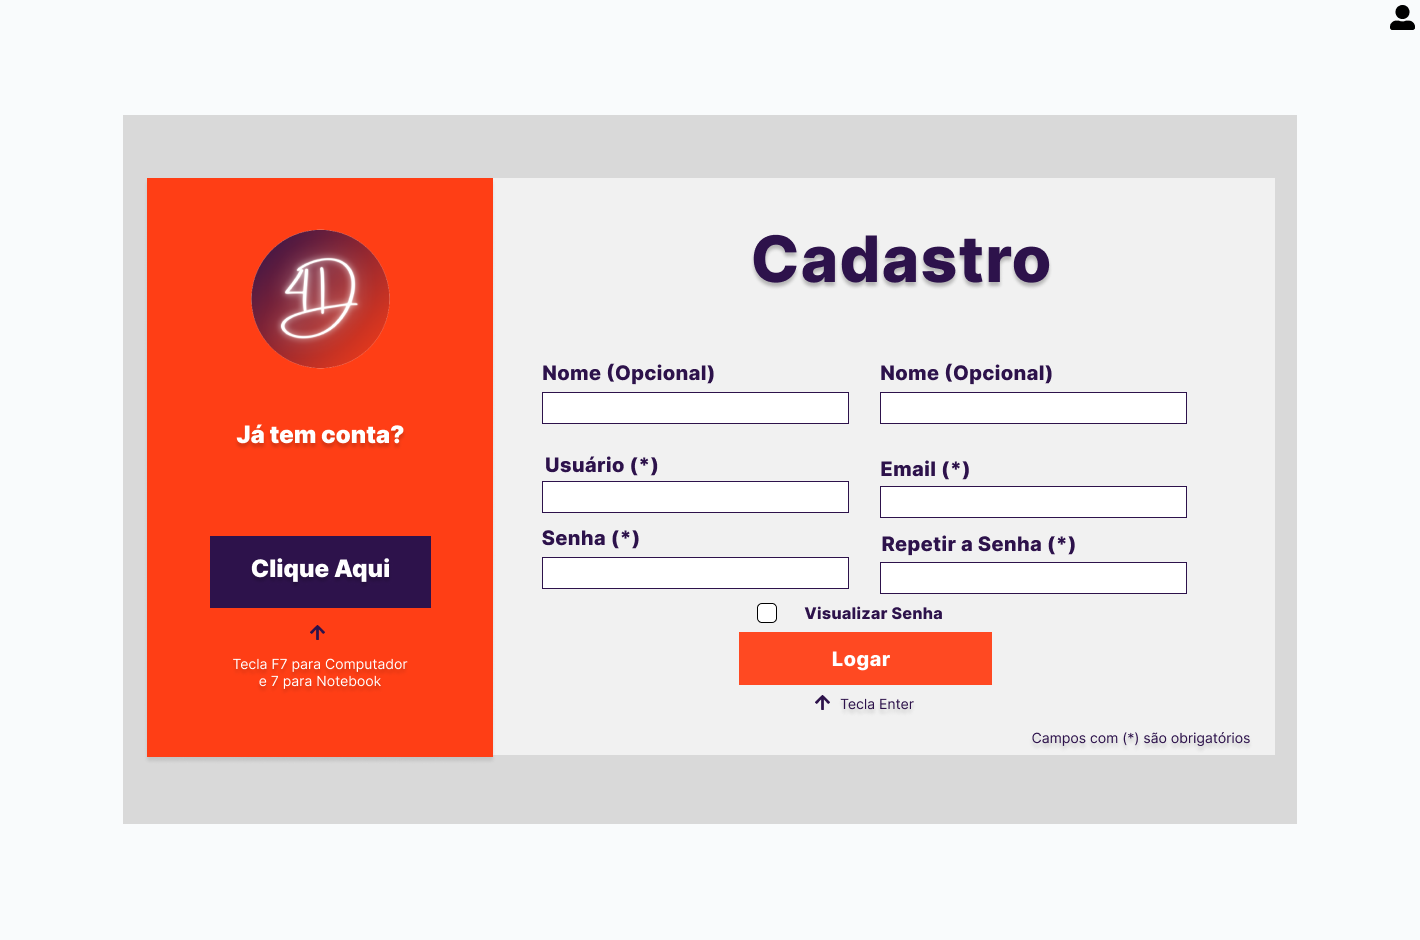 4D
Já tem conta?
Clique Aqui
Tecla F7 para Computador
e 7 para Notebook
Cadastro
Nome (Opcional)
Nome (Opcional)
Usuário (*)
Email (*)
Senha (*)
Repetir a Senha (*)
Visualizar Senha
Logar
Tecla Enter
Campos com (*) são obrigatórios